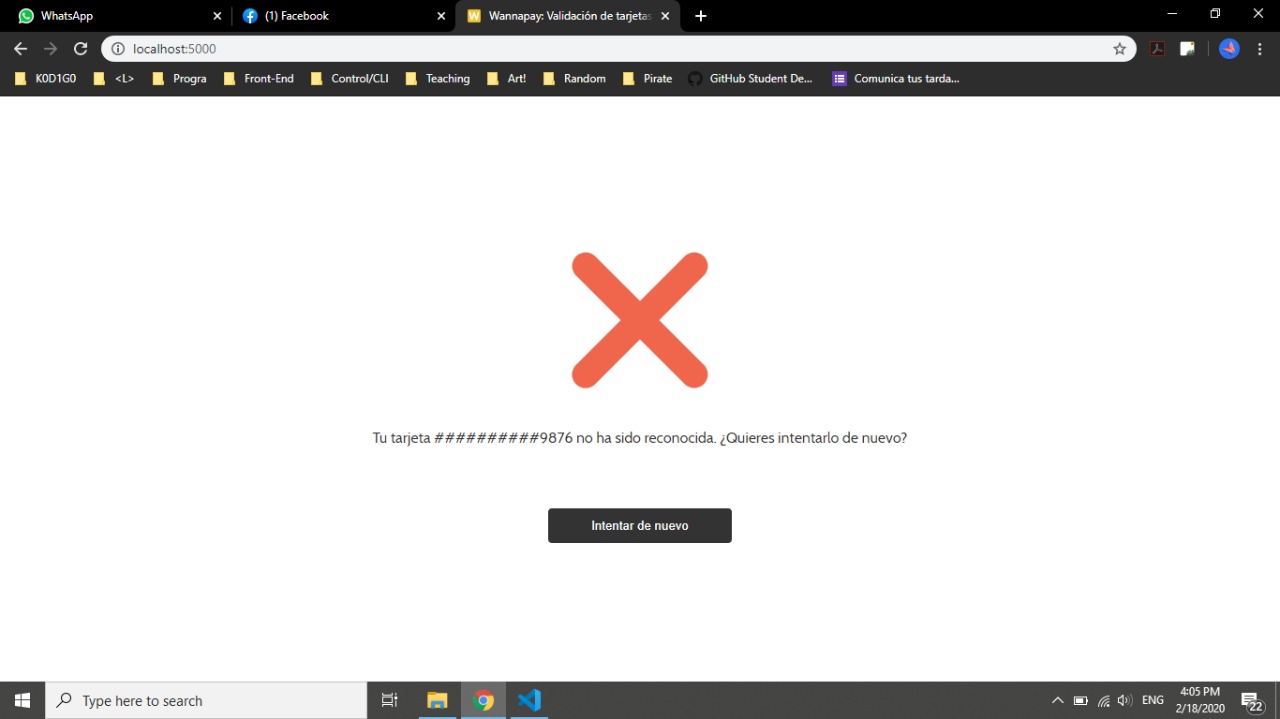 WhatsApp
(1) Facebook
Wannapay: Validación de tarjetas
localhost:5000
K0D1G0
<L>
Progra
Front-End
Control/CLI
Teaching
Art!
Random
Pirate
GitHub Student De...
Comunica tus tarda...
Tu tarjeta ##########9876 no ha sido reconocida. ¿Quieres intentarlo de nuevo?
Intentar de nuevo
Type here to search
ENG
4:05 PM
2/18/2020
22